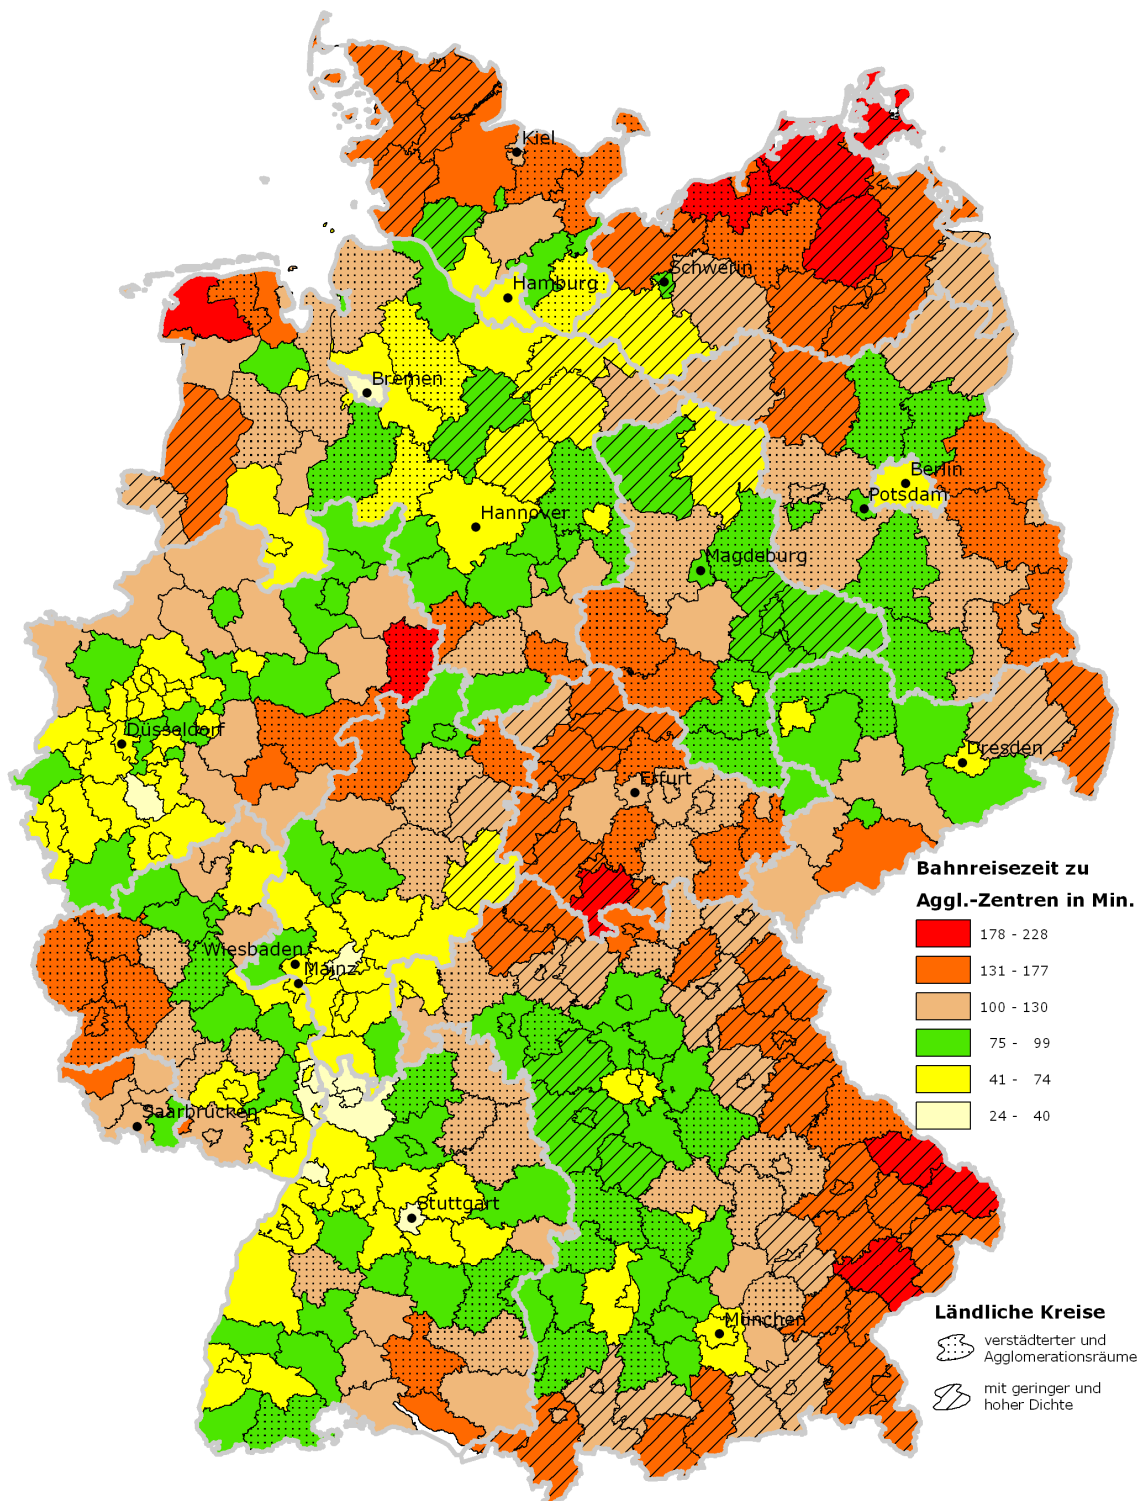 Kiel
Schwerin
Hamburg
Bremen
Berlin
Potsdam
Hannover
Magdeburg
Düsseldorf
Dresden
Erfurt
Wiesbaden
Mainz
Saarbrücken
Stuttgart
München
Bahnreisezeit zu
Aggl.-Zentren in Min.
178 - 228
131 - 177
100 - 130
75 - 99
41 - 74
24 - 40
Ländliche Kreise
verstädterter und
Agglomerationsräume
mit geringer und
hoher Dichte